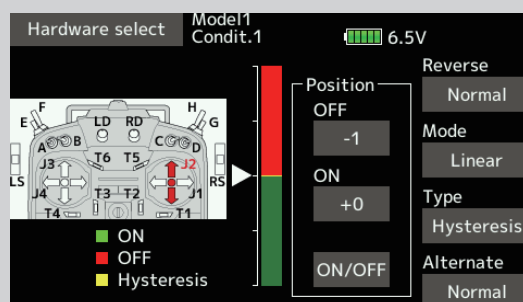 Hardware select
Model1
Condit.1
6.5V
F
H
E
LD
RD
G
A
B
C
D
J3
T6
T5
J2
LS
RS
J4
T3
T2
J1
T4
T1
ON
OFF
Hysteresis
Position
OFF
-1
ON
+0
ON/OFF
Reverse
Normal
Mode
Linear
Type
Hysteresis
Alternate
Normal